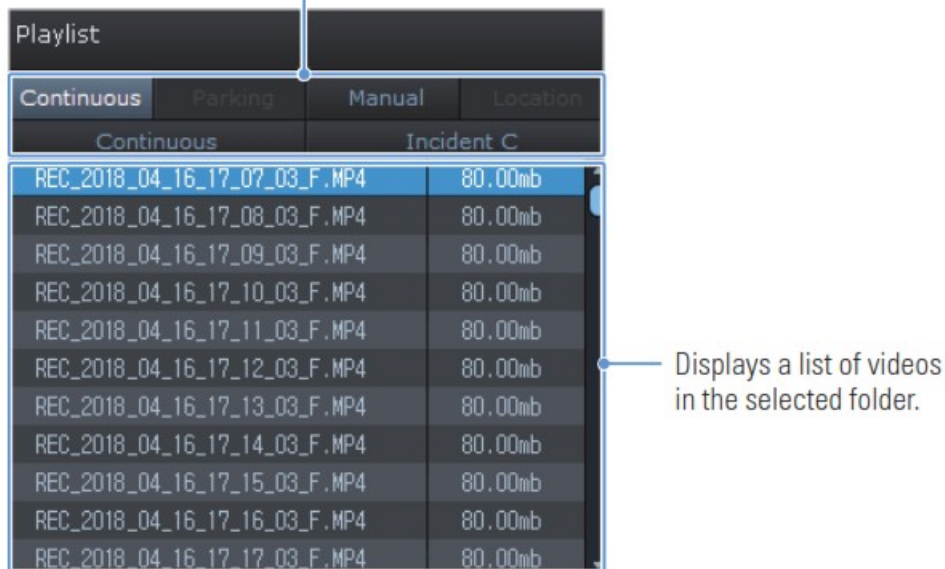 Playlist
Continuous Parking Manual Location
Continuous Incident C
REC_2018_04_16_17_07_03_F.MP4 80.00mb
REC_2018_04_16_17_08_03_F.MP4 80.00mb
REC_2018_04_16_17_09_03_F.MP4 80.00mb
REC_2018_04_16_17_10_03_F.MP4 80.00mb
REC_2018_04_16_17_11_03_F.MP4 80.00mb
REC_2018_04_16_17_12_03_F.MP4 80.00mb
REC_2018_04_16_17_13_03_F.MP4 80.00mb
REC_2018_04_16_17_14_03_F.MP4 80.00mb
REC_2018_04_16_17_15_03_F.MP4 80.00mb
REC_2018_04_16_17_16_03_F.MP4 80.00mb
REC_2018_04_16_17_17_03_F.MP4 80.00mb
Displays a list of videos
in the selected folder.